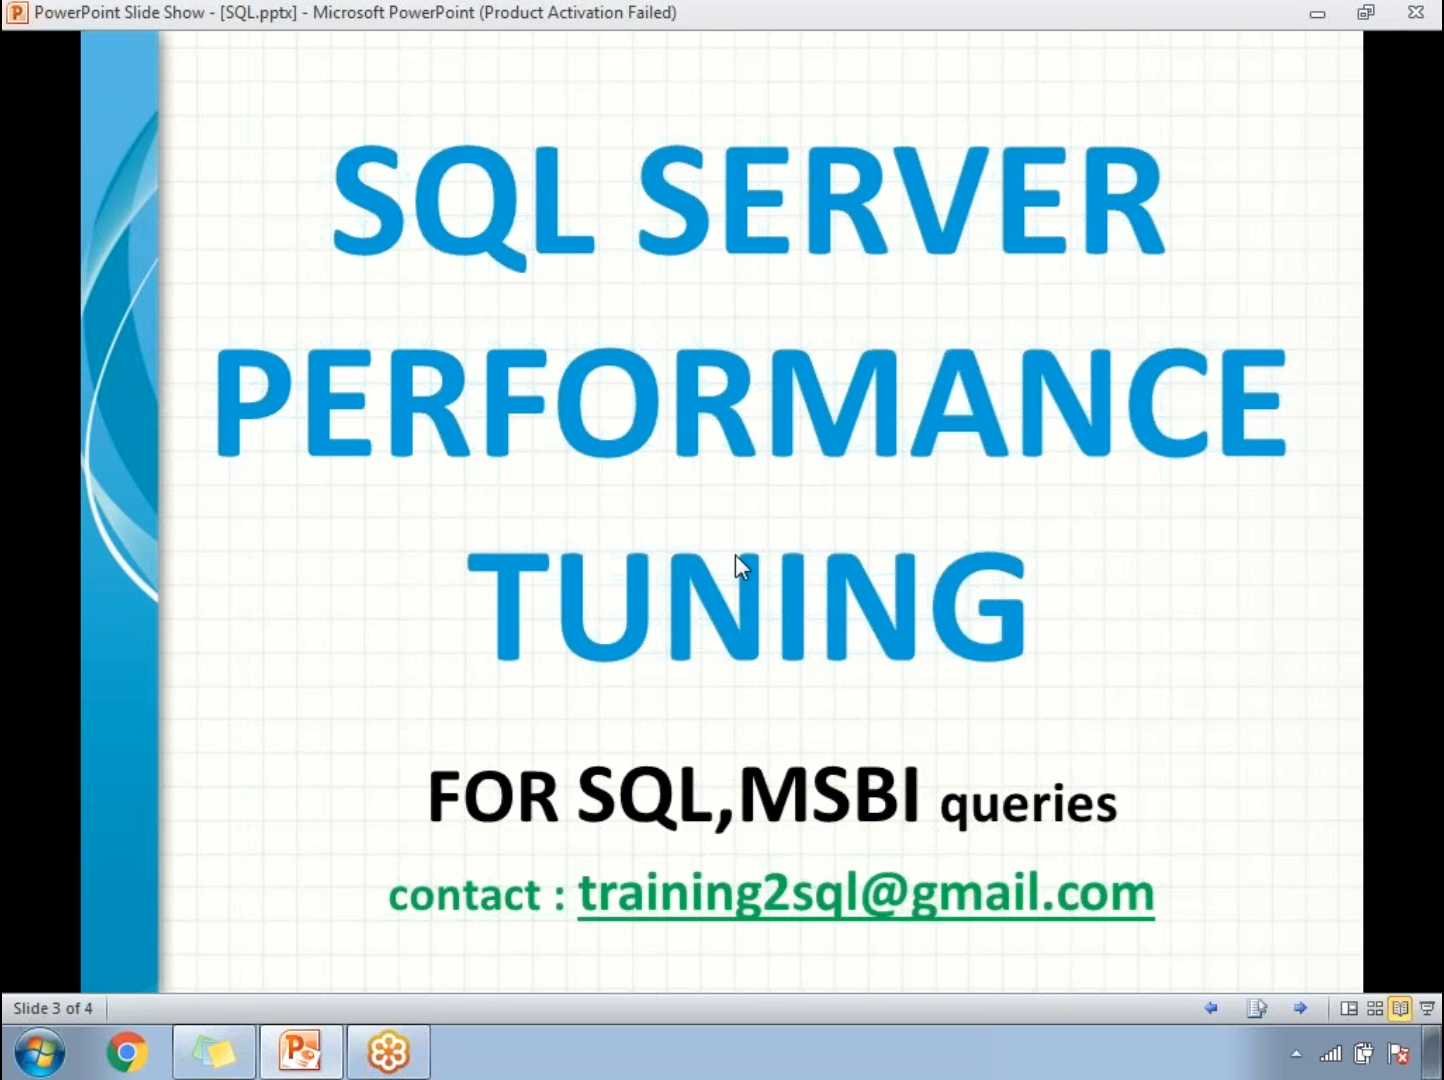 PowerPoint Slide Show - [SQL.pptx] - Microsoft PowerPoint (Product Activation Failed)
SQL SERVER
PERFORMANCE
TUNING
FOR SQL,MSBI queries
contact : training2sql@gmail.com
Slide 3 of 4